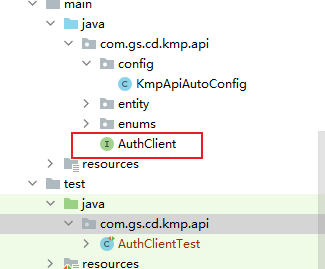 main
java
com.gs.cd.kmp.api
config
KmpApiAutoConfig
entity
enums
AuthClient
resources
test
java
com.gs.cd.kmp.api
AuthClientTest
resources